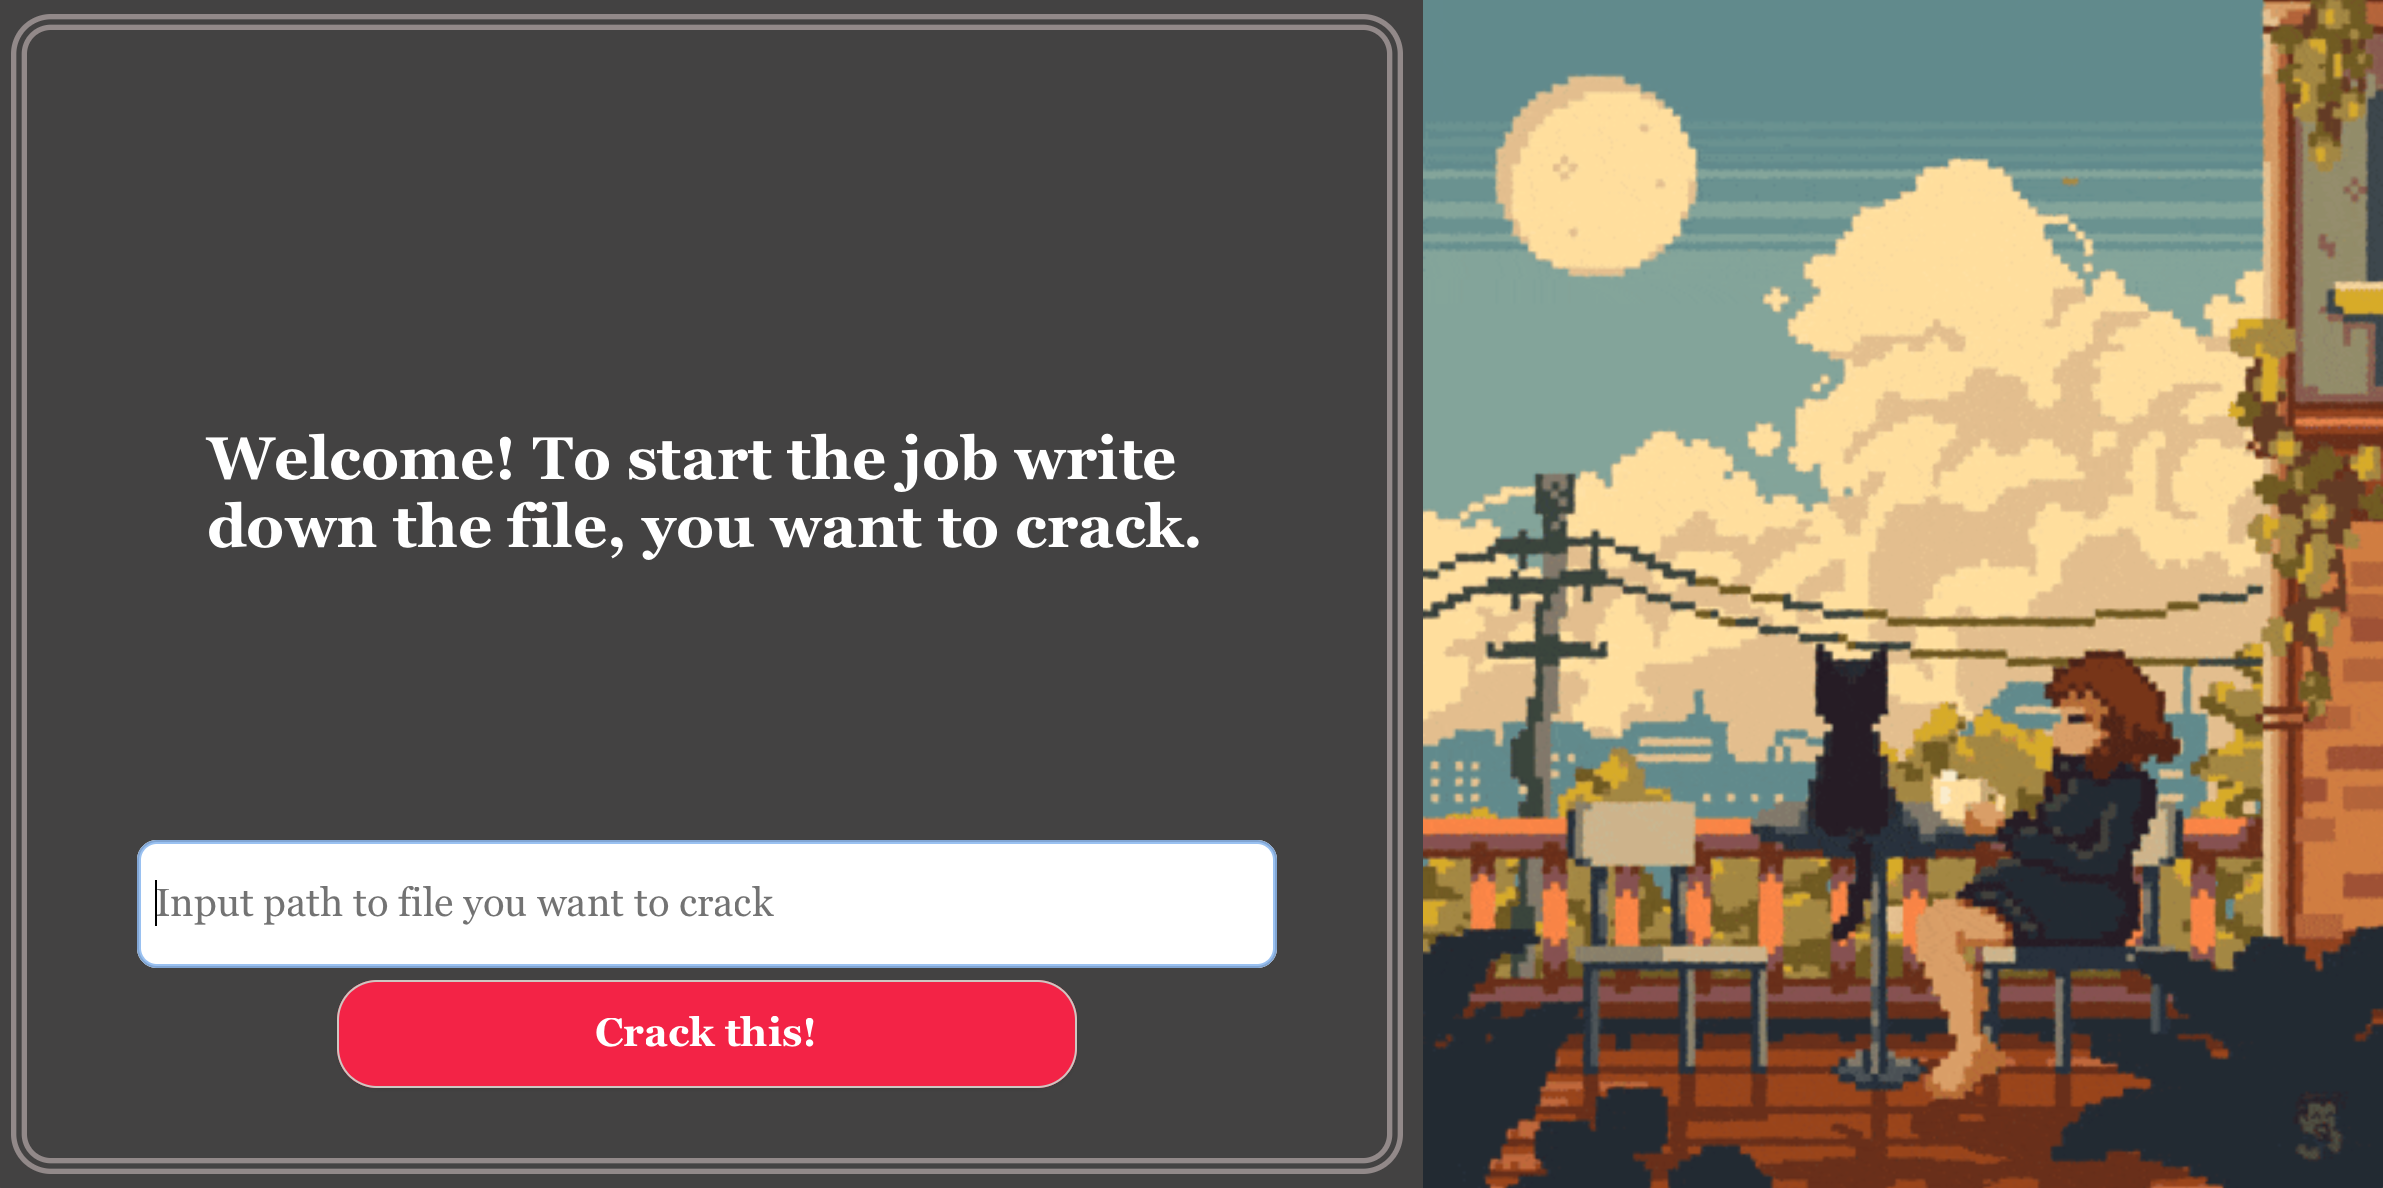 Welcome! To start the job write
down the file, you want to crack.
Input path to file you want to crack
Crack this!